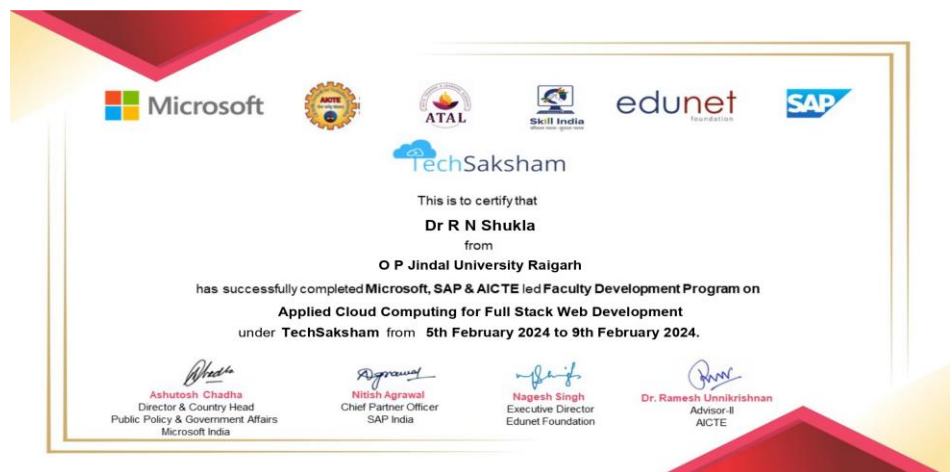 Microsoft
AICTE
ATAL
Skill India
edunet
foundation
SAP
TechSaksham
This is to certify that
Dr R N Shukla
from
O P Jindal University Raigarh
has successfully completed Microsoft, SAP & AICTE led Faculty Development Program on
Applied Cloud Computing for Full Stack Web Development
under TechSaksham from 5th February 2024 to 9th February 2024.
Ashutosh Chadha
Director & Country Head
Public Policy & Government Affairs
Microsoft India
Nitish Agrawal
Chief Partner Officer
SAP India
Nagesh Singh
Executive Director
Edunet Foundation
Dr. Ramesh Unnikrishnan
Advisor-II
AICTE